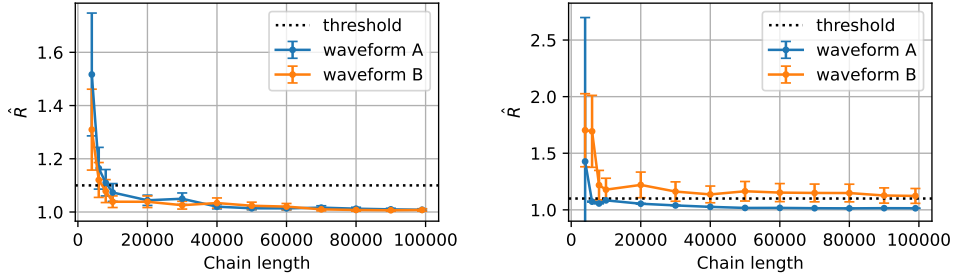 threshold
waveform A
waveform B
1.6
1.4
1.2
1.0
R̂
0 20000 40000 60000 80000 100000
Chain length
threshold
waveform A
waveform B
2.5
2.0
1.5
1.0
R̂
0 20000 40000 60000 80000 100000
Chain length